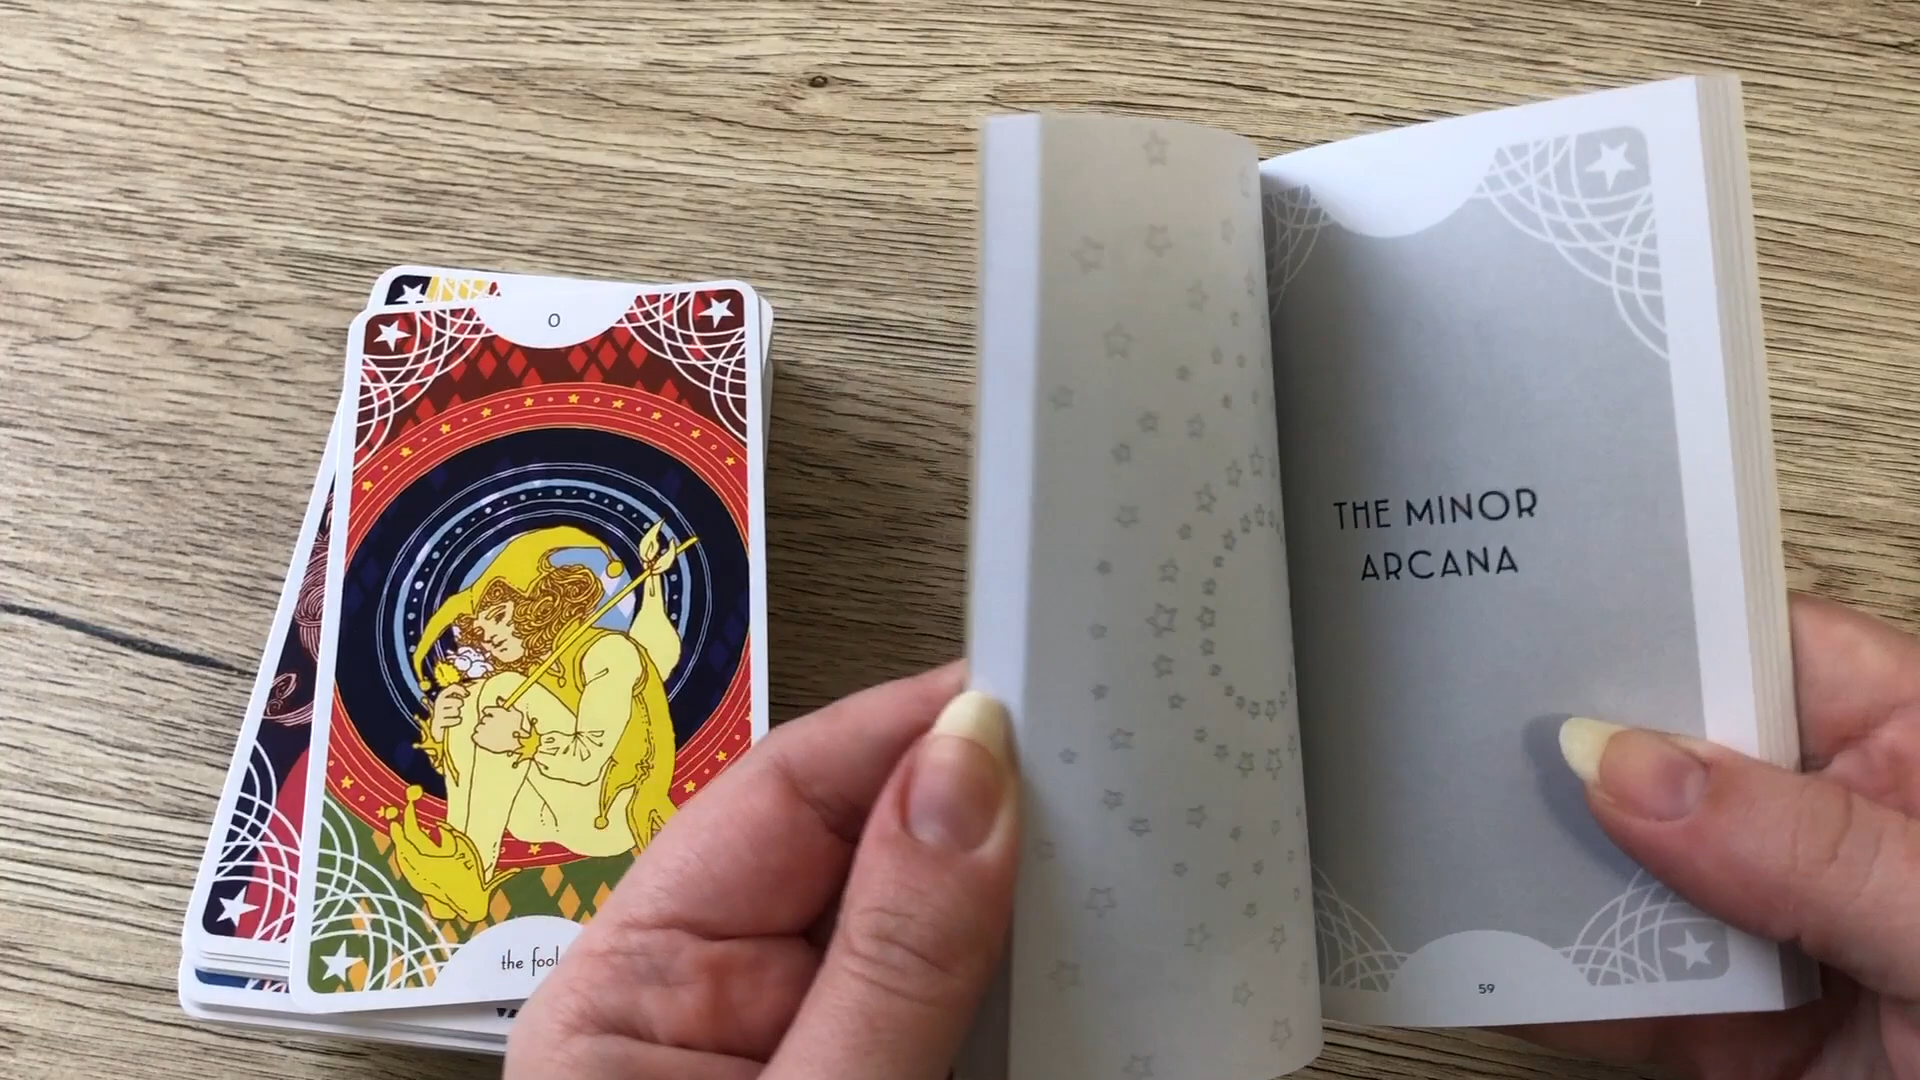 0
the fool
THE MINOR
ARCANA
59